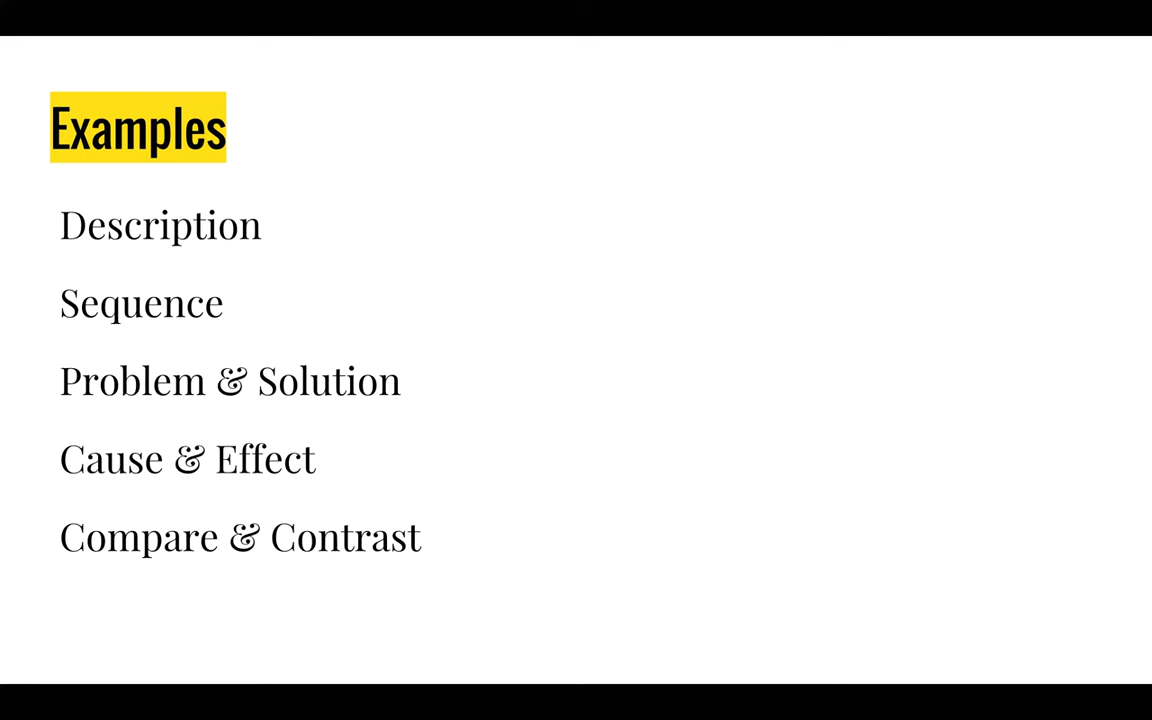 Examples
Description
Sequence
Problem & Solution
Cause & Effect
Compare & Contrast